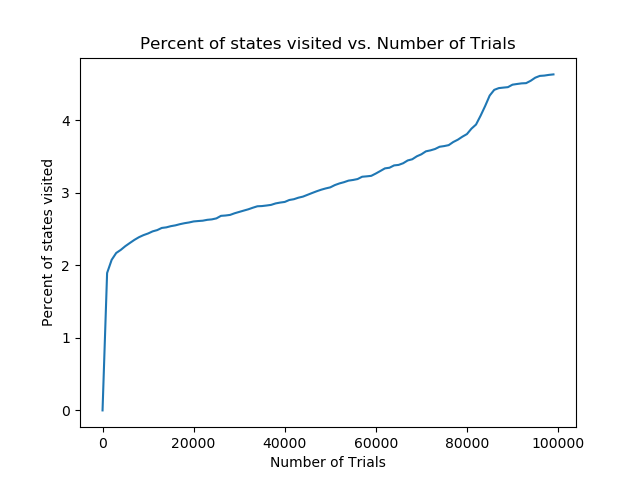 Percent of states visited vs. Number of Trials
Percent of states visited
4
3
2
1
0
0 20000 40000 60000 80000 100000
Number of Trials